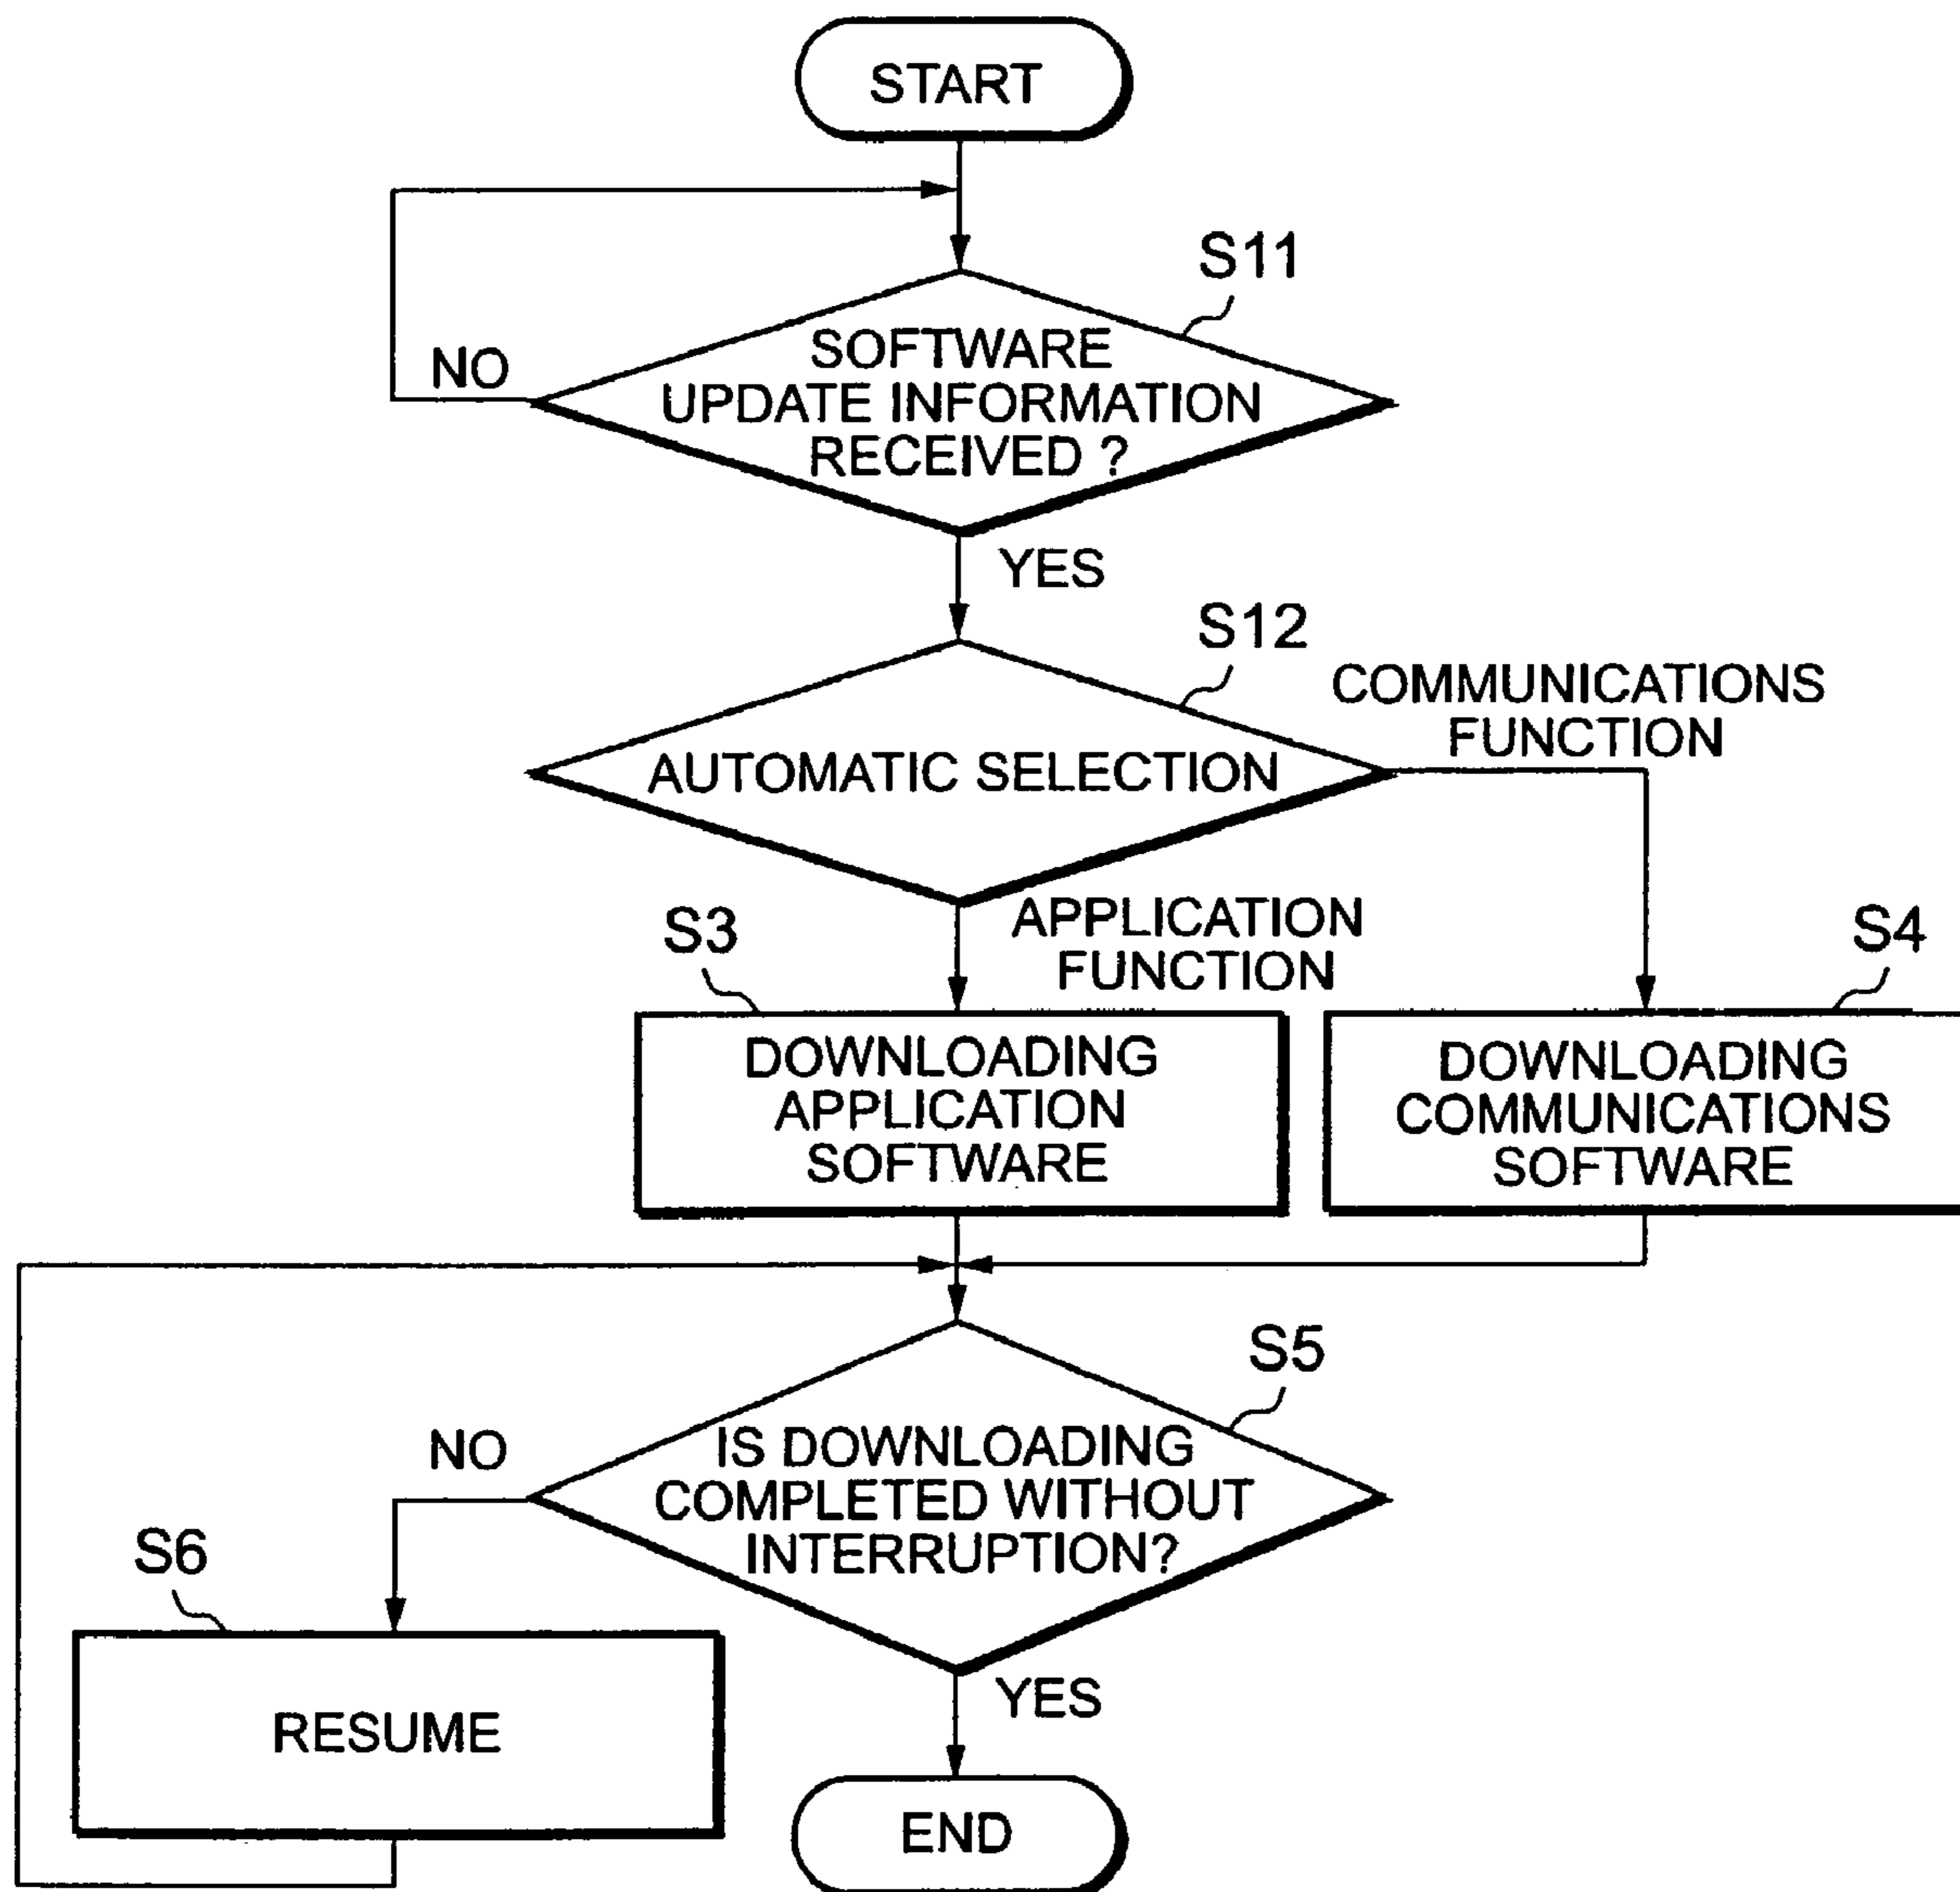 START
S11
SOFTWARE
UPDATE INFORMATION
RECEIVED ?
NO
YES
S12
AUTOMATIC SELECTION
COMMUNICATIONS
FUNCTION
APPLICATION
FUNCTION
S3
DOWNLOADING
APPLICATION
SOFTWARE
S4
DOWNLOADING
COMMUNICATIONS
SOFTWARE
S5
IS DOWNLOADING
COMPLETED WITHOUT
INTERRUPTION?
NO
S6
RESUME
YES
END